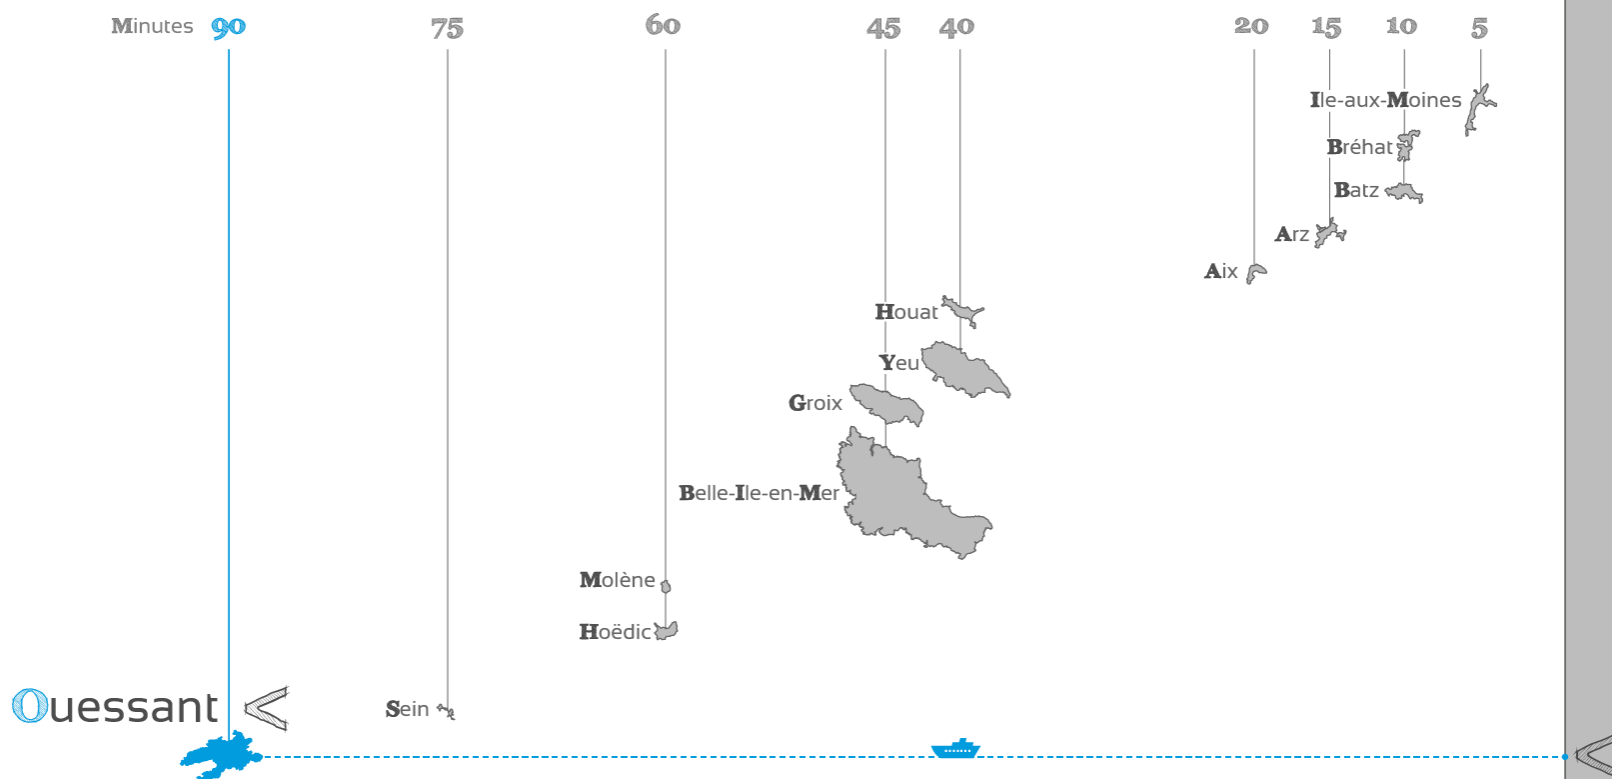 Minutes 90 75 60 45 40 20 15 10 5
Ile-aux-Moines
Bréhat
Batz
Arz
Aix
Houat
Yeu
Groix
Belle-Ile-en-Mer
Molène
Hoëdic
Ouessant
Sein